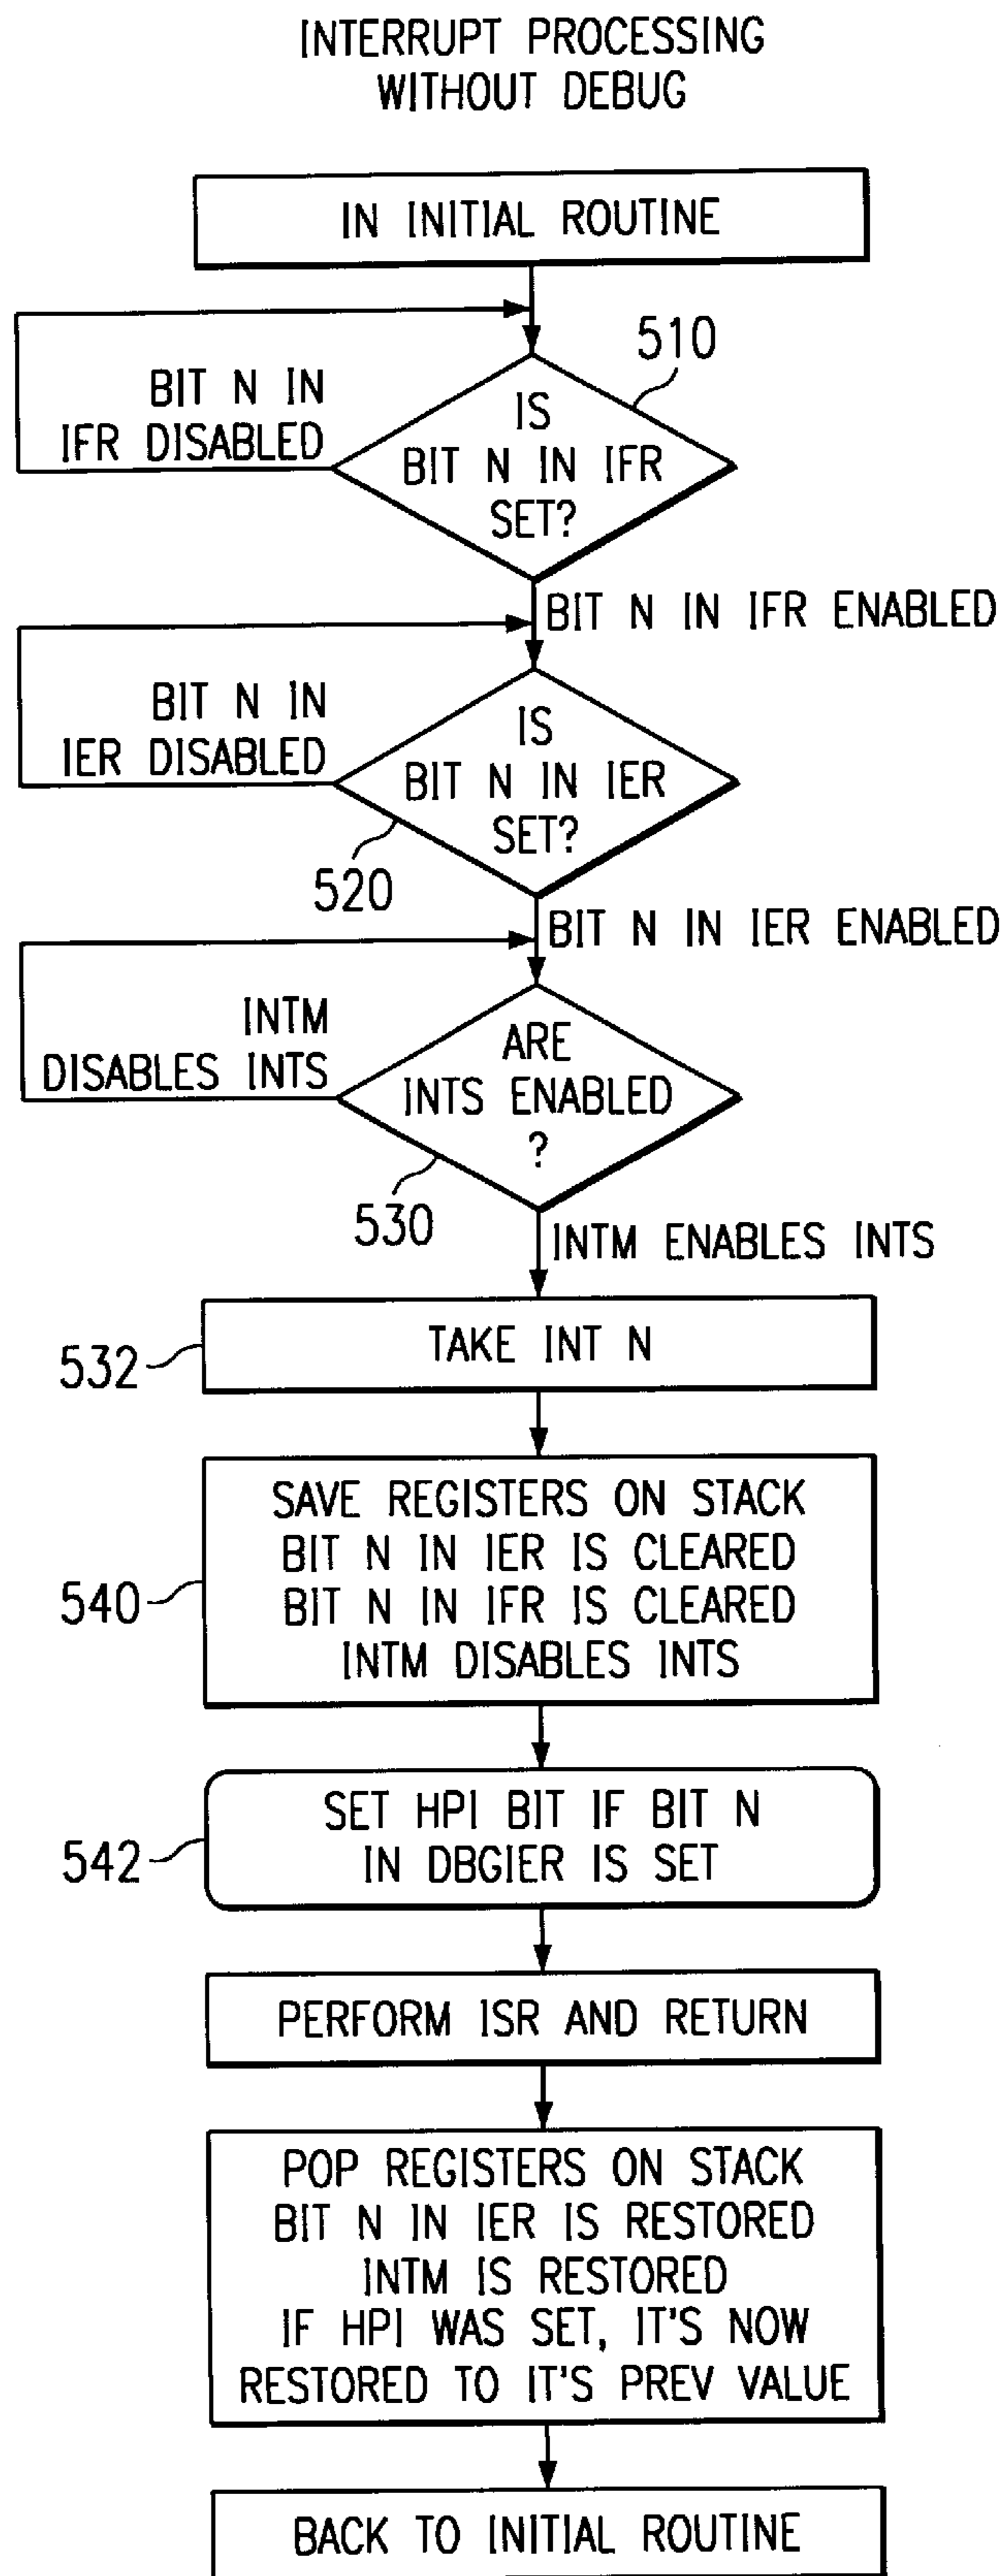 INTERRUPT PROCESSING
WITHOUT DEBUG
IN INITIAL ROUTINE
510
BIT N IN
IFR DISABLED
IS
BIT N IN IFR
SET?
BIT N IN IFR ENABLED
BIT N IN
IER DISABLED
IS
BIT N IN IER
SET?
520
BIT N IN IER ENABLED
INTM
DISABLES INTS
ARE
INTS ENABLED
?
530
INTM ENABLES INTS
532
TAKE INT N
540
SAVE REGISTERS ON STACK
BIT N IN IER IS CLEARED
BIT N IN IFR IS CLEARED
INTM DISABLES INTS
542
SET HPI BIT IF BIT N
IN DBGIER IS SET
PERFORM ISR AND RETURN
POP REGISTERS ON STACK
BIT N IN IER IS RESTORED
INTM IS RESTORED
IF HPI WAS SET, IT'S NOW
RESTORED TO IT'S PREV VALUE
BACK TO INITIAL ROUTINE